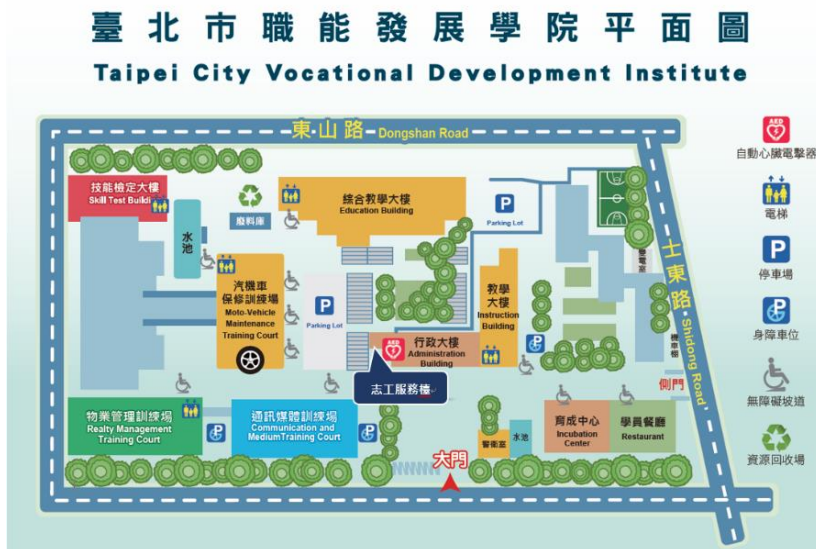 臺北市職能發展學院平面圖
Taipei City Vocational Development Institute
東山路 Dongshan Road
AED
自動心臟電擊器
技能檢定大樓
Skill Test Building
廢料庫
綜合教學大樓
Education Building
P
Parking Lot
電梯
水池
汽機車
保修訓練場
Moto-Vehicle
Maintenance
Training Court
P
Parking Lot
教學
大樓
Instruction
Building
士東路 Shidong Road
P
停車場
AED
行政大樓
Administration
Building
機車棚
身障車位
志工服務檯
側門
無障礙坡道
物業管理訓練場
Realty Management
Training Court
通訊媒體訓練場
Communication and
MediumTraining Court
警衛室
水池
育成中心
Incubation
Center
學員餐廳
Restaurant
資源回收場
大門